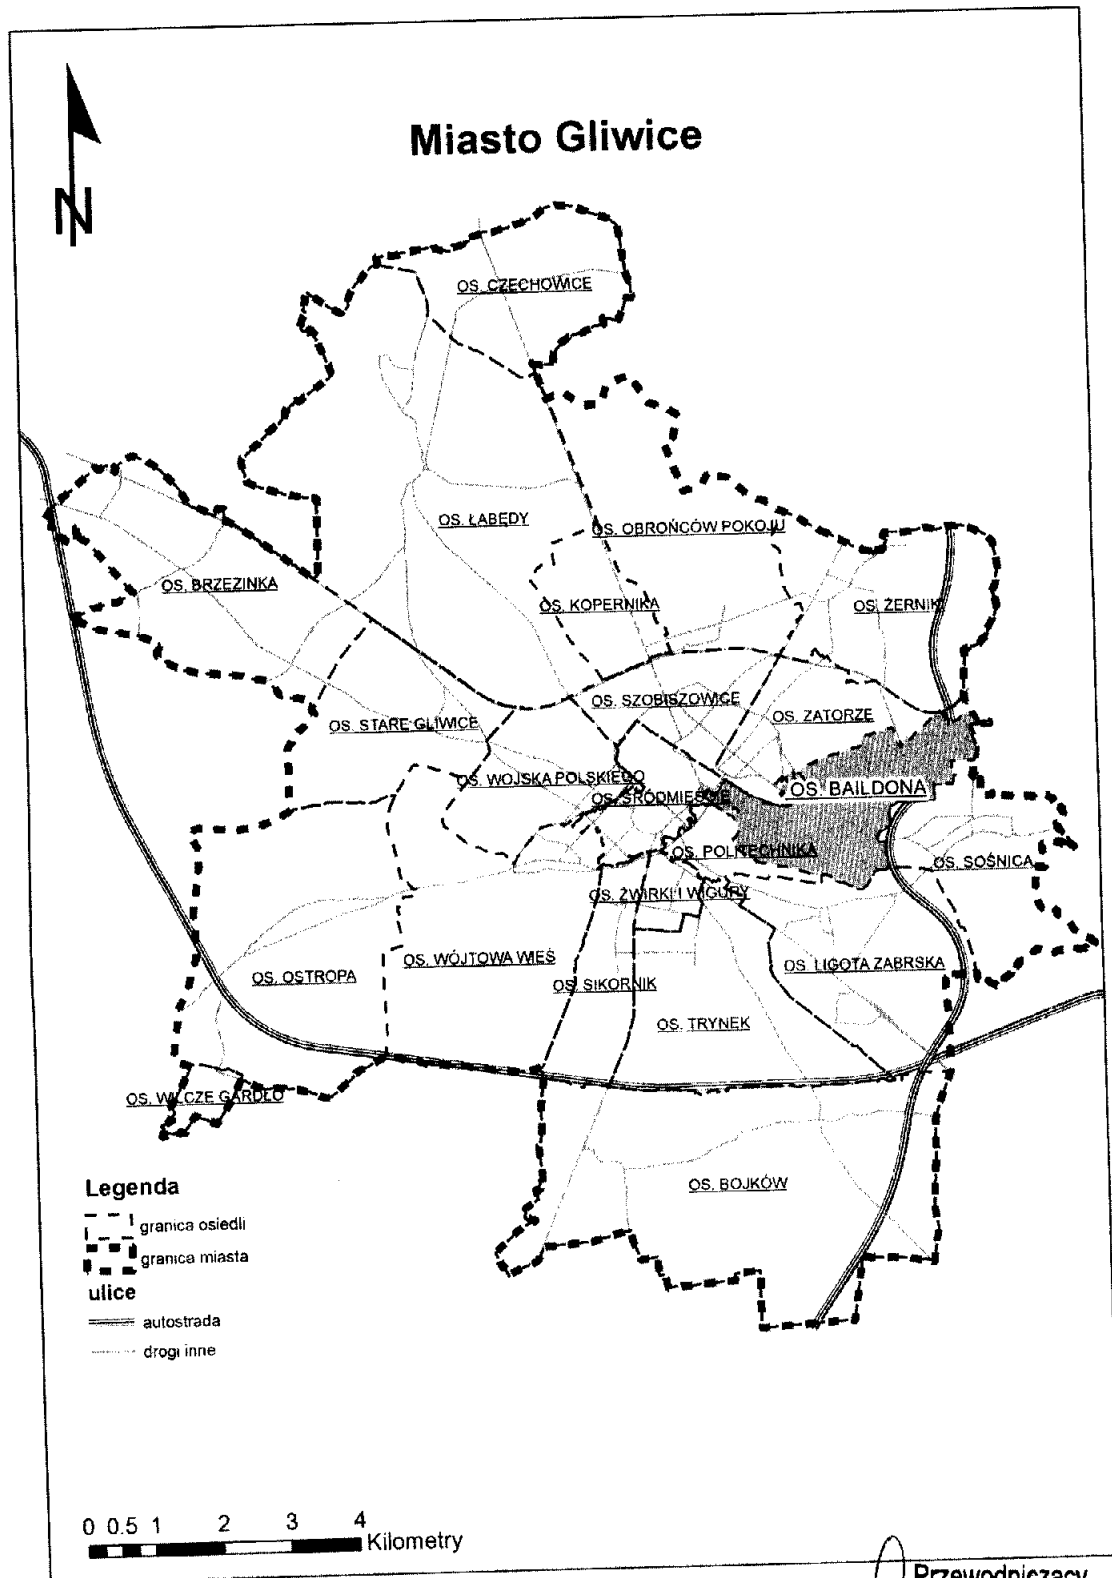 Miasto Gliwice
N
OS. CZECHOWICE
OS. ŁABĘDY
OS. OBROŃCÓW POKOJU
OS. BRZEZINKA
OS. KOPERNIKA
OS. ŻERNIKI
OS. SZOBISZOWICE
OS. STARE GLIWICE
OS. ZATORZE
OS. WOJSKA POLSKIEGO
OS. BAILDONA
OS. ŚRÓDMIEŚCIE
OS. POLITECHNIKA
OS. SOŚNICA
OS. ŻWIRKI I WIGURY
OS. WÓJTOWA WIEŚ
OS. OSTROPA
OS. SIKORNIK
OS. LIGOTA ZABRSKA
OS. TRYNEK
OS. WILCZE GARDŁO
OS. BOJKÓW
Legenda
granica osiedli
granica miasta
ulice
autostrada
drogi inne
0 0.5 1 2 3 4
Kilometry
Przewodniczący